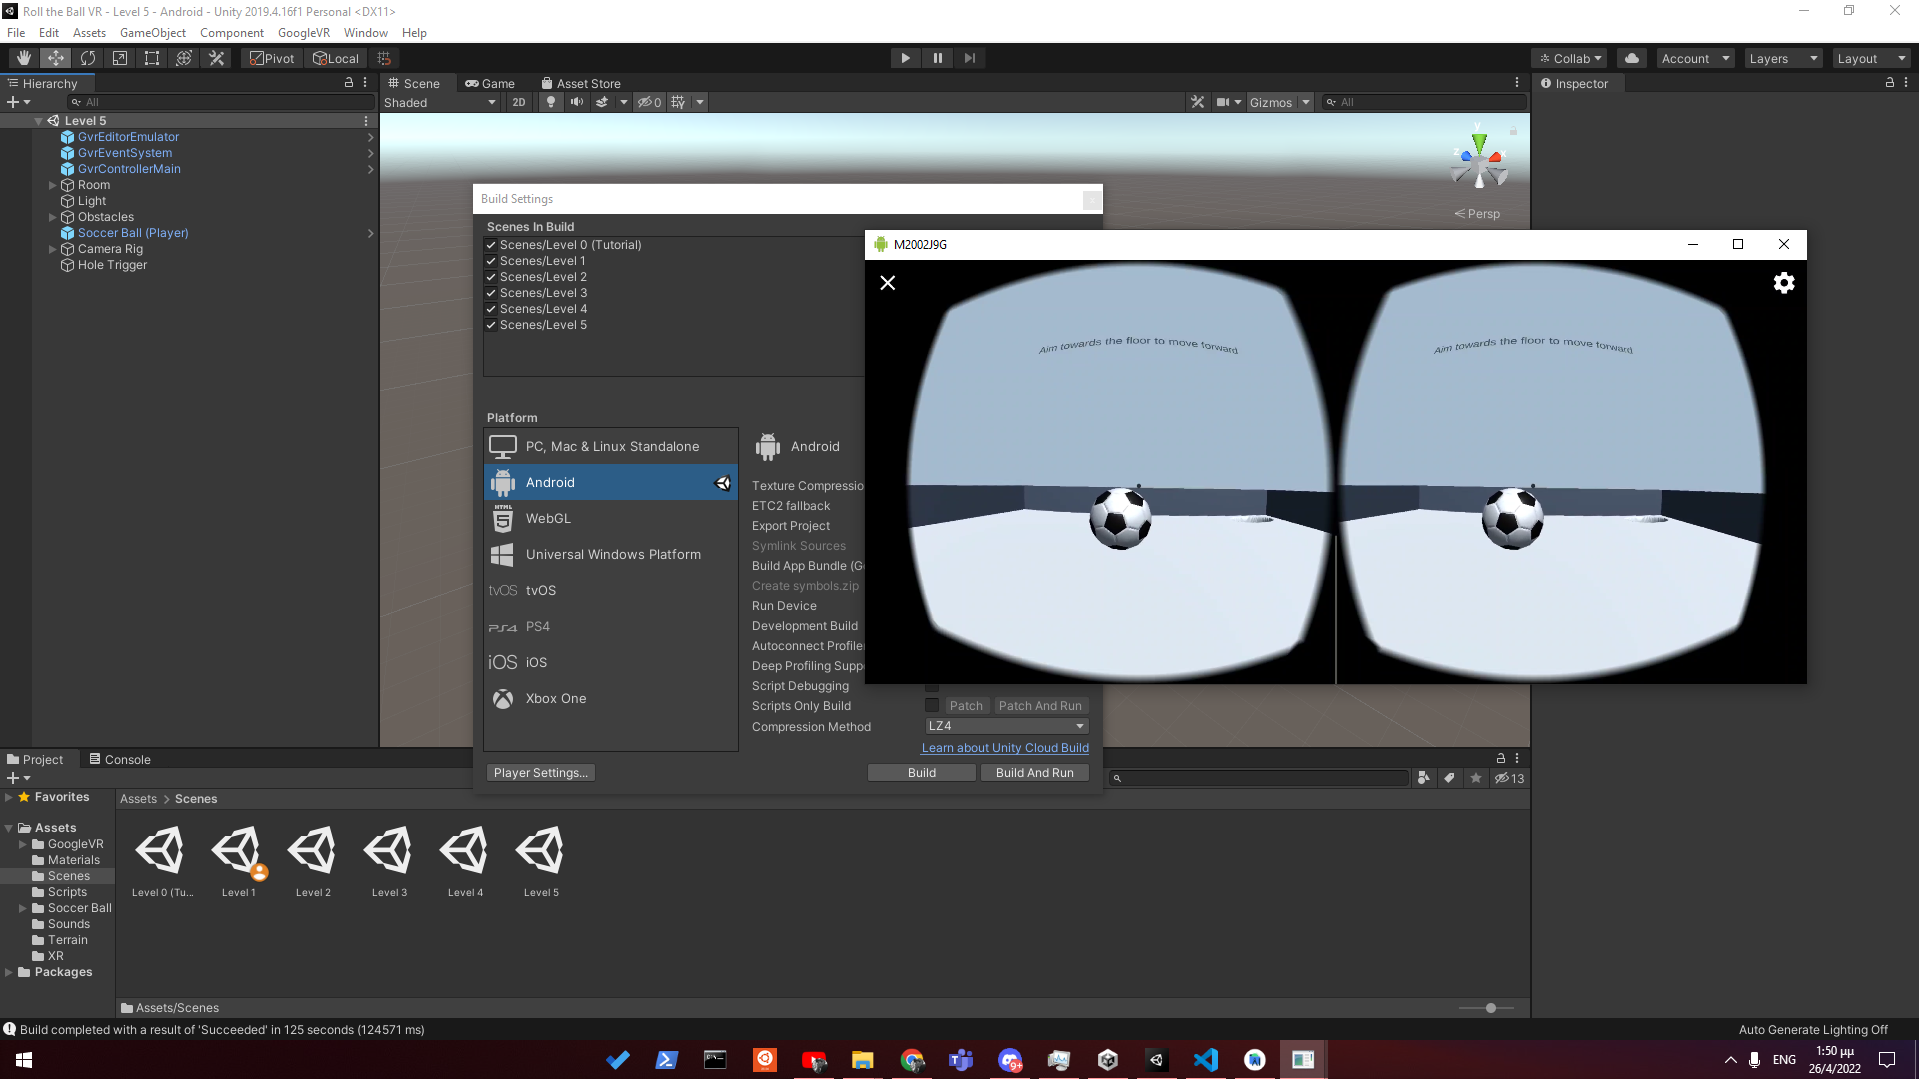 Roll the Ball VR - Level 5 - Android - Unity 2019.4.16f1 Personal <DX11>
File Edit Assets GameObject Component GoogleVR Window Help
Pivot Local
Collab Account Layers Layout
Hierarchy
Scene Game Asset Store
Inspector
All
Shaded 2D 0 Gizmos All
Level 5
GvrEditorEmulator
GvrEventSystem
GvrControllerMain
Room
Light
Obstacles
Soccer Ball (Player)
Camera Rig
Hole Trigger
y
z
x
Persp
Build Settings
Scenes In Build
Scenes/Level 0 (Tutorial)
Scenes/Level 1
Scenes/Level 2
Scenes/Level 3
Scenes/Level 4
Scenes/Level 5
Platform
PC, Mac & Linux Standalone
Android
HTML
5
WebGL
Universal Windows Platform
tvOS tvOS
PS4 PS4
iOS iOS
Xbox One
Android
Texture Compressio
ETC2 fallback
Export Project
Symlink Sources
Build App Bundle (G
Create symbols.zip
Run Device
Development Build
Autoconnect Profile
Deep Profiling Supp
Script Debugging
Scripts Only Build Patch Patch And Run
Compression Method LZ4
Learn about Unity Cloud Build
Player Settings... Build Build And Run
M2002J9G
Aim towards the floor to move forward
Aim towards the floor to move forward
Project Console
13
Favorites
Assets
GoogleVR
Materials
Scenes
Scripts
Soccer Ball
Sounds
Terrain
XR
Packages
Assets > Scenes
Level 0 (Tu... Level 1 Level 2 Level 3 Level 4 Level 5
Assets/Scenes
Build completed with a result of 'Succeeded' in 125 seconds (124571 ms)
Auto Generate Lighting Off
9+
ENG
1:50 μμ
26/4/2022